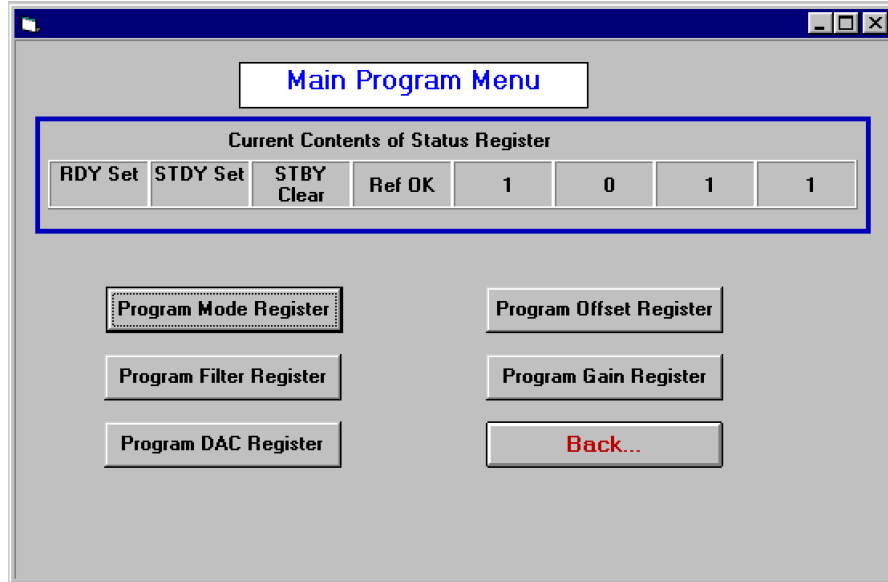 Main Program Menu
Current Contents of Status Register
RDY Set STDY Set STBY Clear Ref OK 1 0 1 1
Program Mode Register
Program Offset Register
Program Filter Register
Program Gain Register
Program DAC Register
Back...